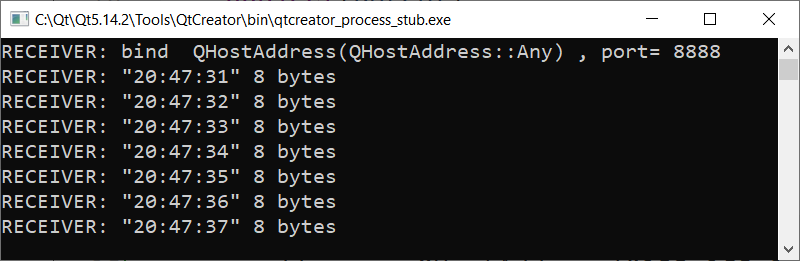 C:\Qt\Qt5.14.2\Tools\QtCreator\bin\qtcreator_process_stub.exe
RECEIVER: bind  QHostAddress(QHostAddress::Any) , port= 8888
RECEIVER: "20:47:31" 8 bytes
RECEIVER: "20:47:32" 8 bytes
RECEIVER: "20:47:33" 8 bytes
RECEIVER: "20:47:34" 8 bytes
RECEIVER: "20:47:35" 8 bytes
RECEIVER: "20:47:36" 8 bytes
RECEIVER: "20:47:37" 8 bytes